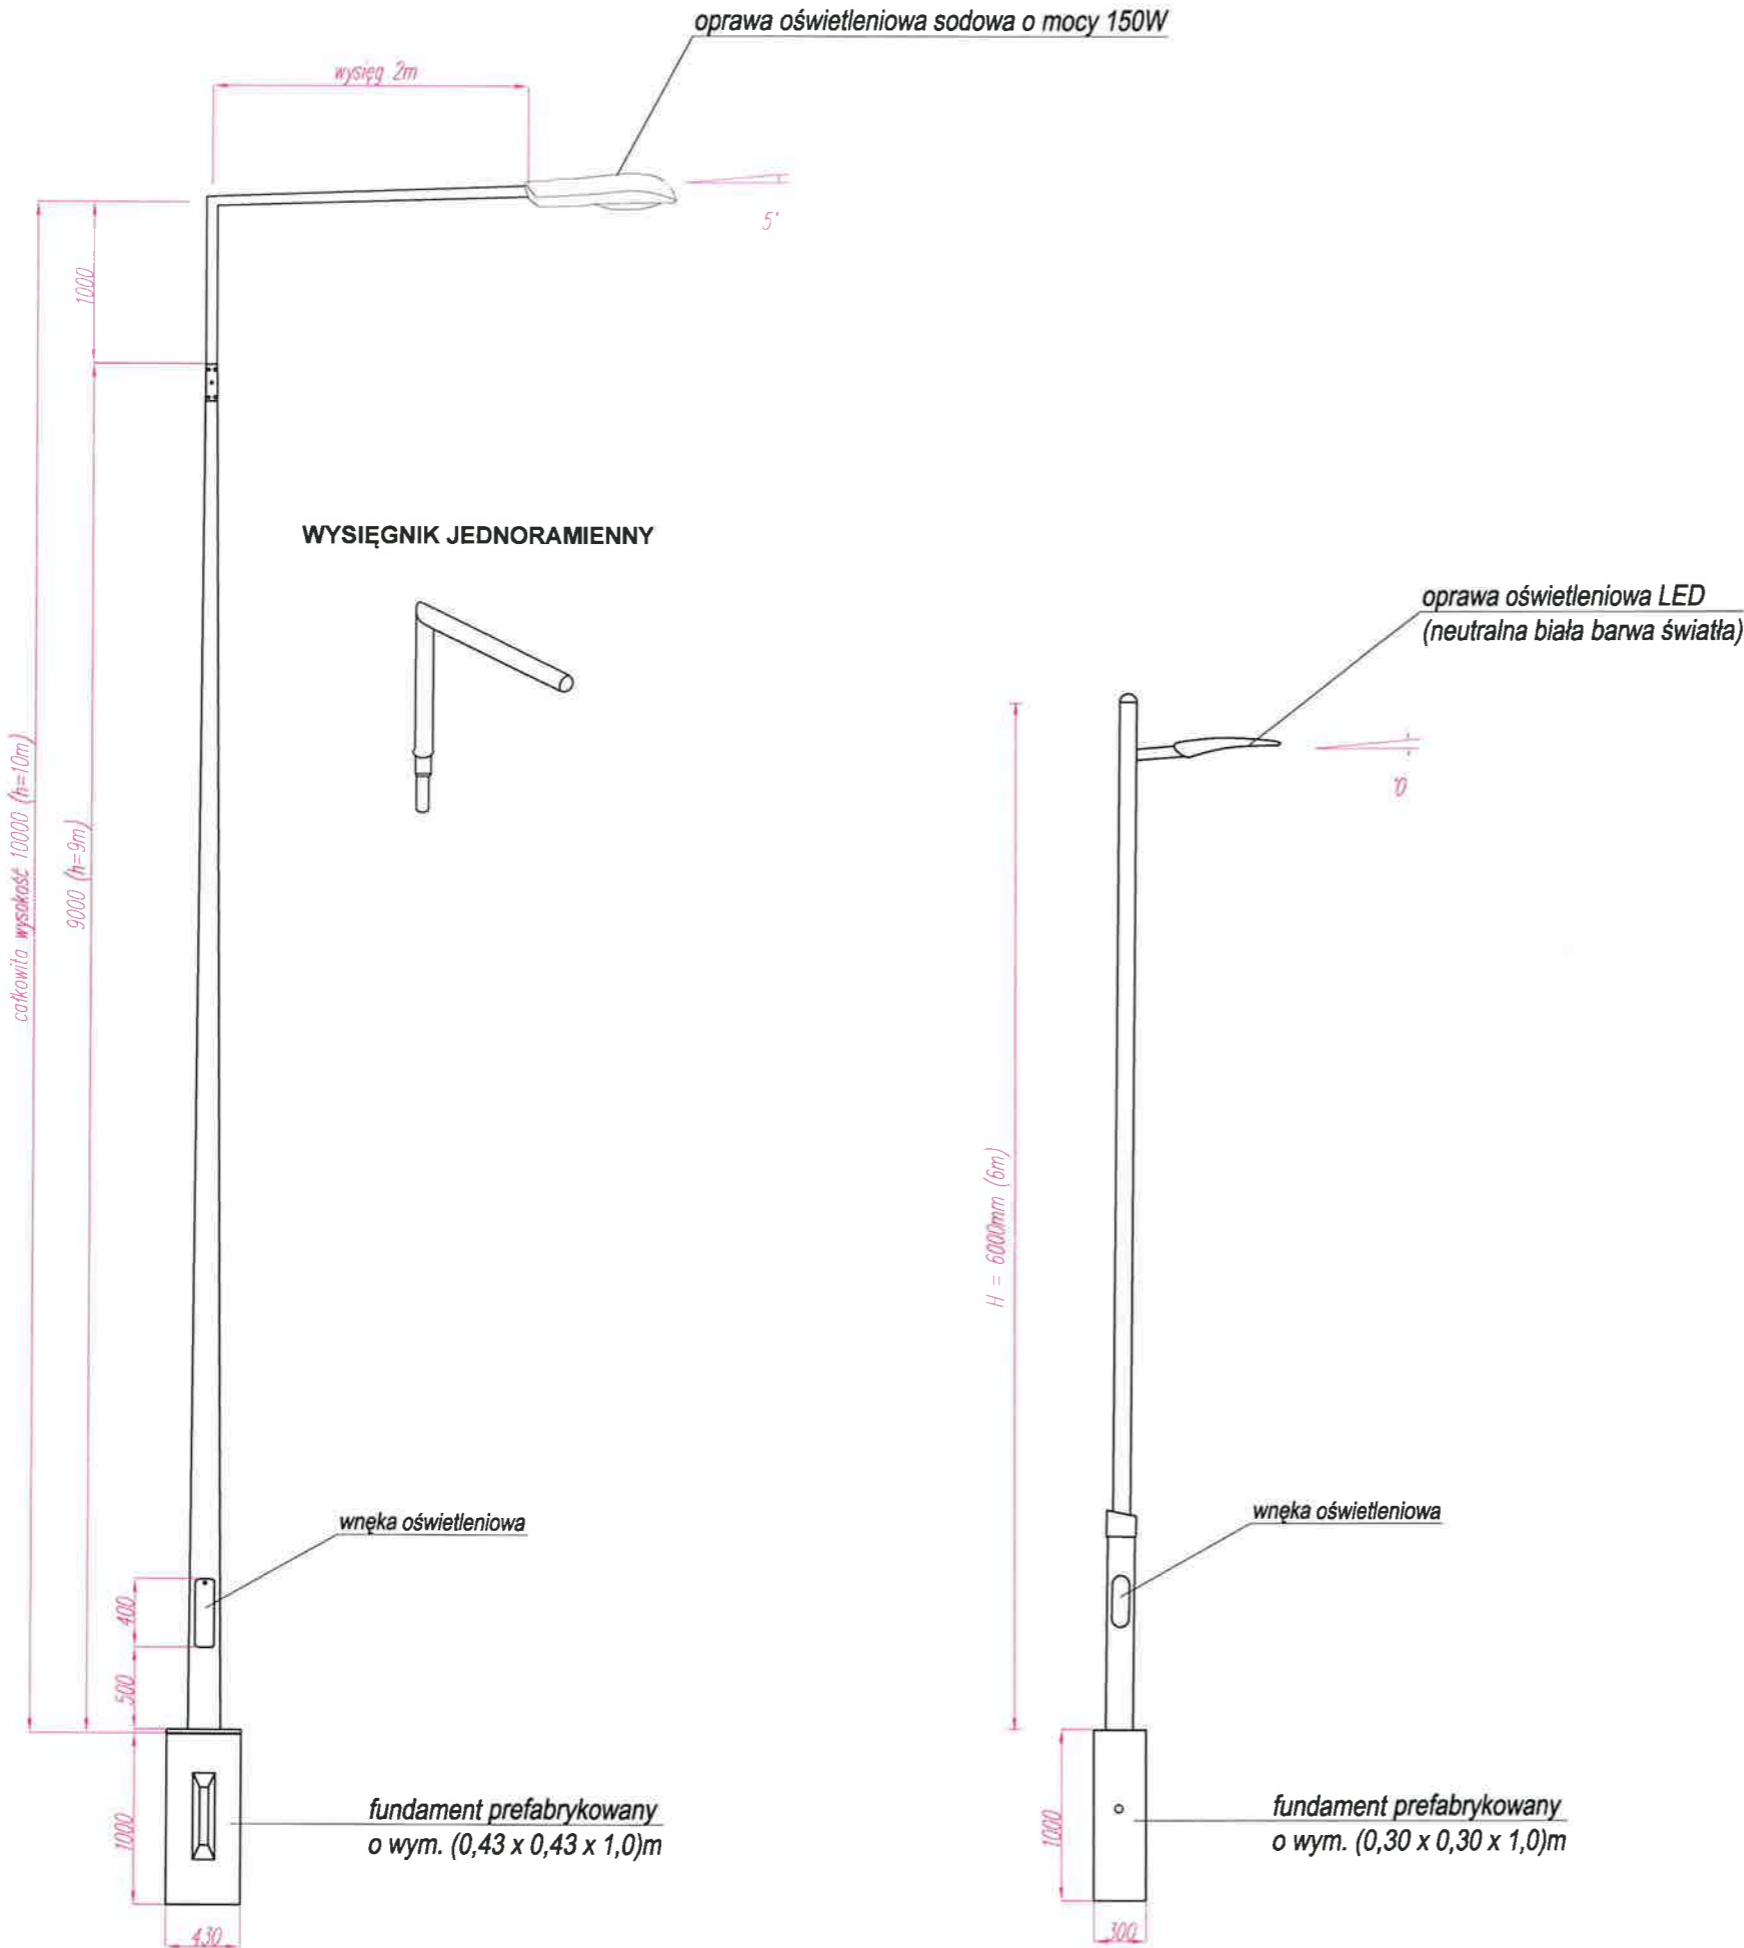 oprawa oświetleniowa sodowa o mocy 150W
wysięg 2m
5°
1000
WYSIĘGNIK JEDNORAMIENNY
oprawa oświetleniowa LED
(neutralna biała barwa światła)
całkowita wysokość 10000 (h=10m)
9000 (h=9m)
H = 6000mm (6m)
wnęka oświetleniowa
wnęka oświetleniowa
400
500
1000
fundament prefabrykowany
o wym. (0,43 x 0,43 x 1,0)m
430
1000
fundament prefabrykowany
o wym. (0,30 x 0,30 x 1,0)m
300